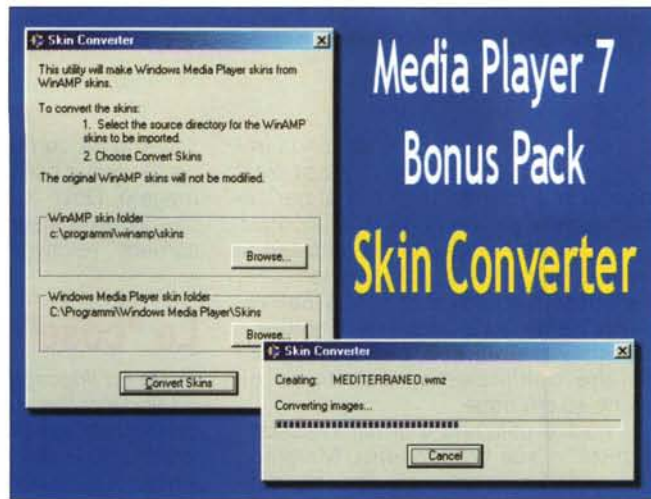 Skin Converter
This utility will make Windows Media Player skins from
WinAMP skins.
To convert the skins:
1. Select the source directory for the WinAMP
skins to be imported.
2. Choose Convert Skins
The original WinAMP skins will not be modified.
WinAMP skin folder
c:\programmi\winamp\skins
Browse...
Windows Media Player skin folder
C:\Programmi\Windows Media Player\Skins
Browse...
Convert Skins
Media Player 7
Bonus Pack
Skin Converter
Skin Converter
Creating: MEDITERRANEO.wmz
Converting images...
Cancel